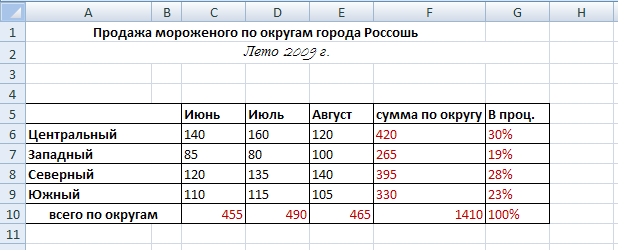 A B C D E F G H
1 Продажа мороженого по округам города Россошь
2 Лето 2009 г.
3
4
5 Июнь Июль Август сумма по округу В проц.
6 Центральный 140 160 120 420 30%
7 Западный 85 80 100 265 19%
8 Северный 120 135 140 395 28%
9 Южный 110 115 105 330 23%
10 всего по округам 455 490 465 1410 100%
11